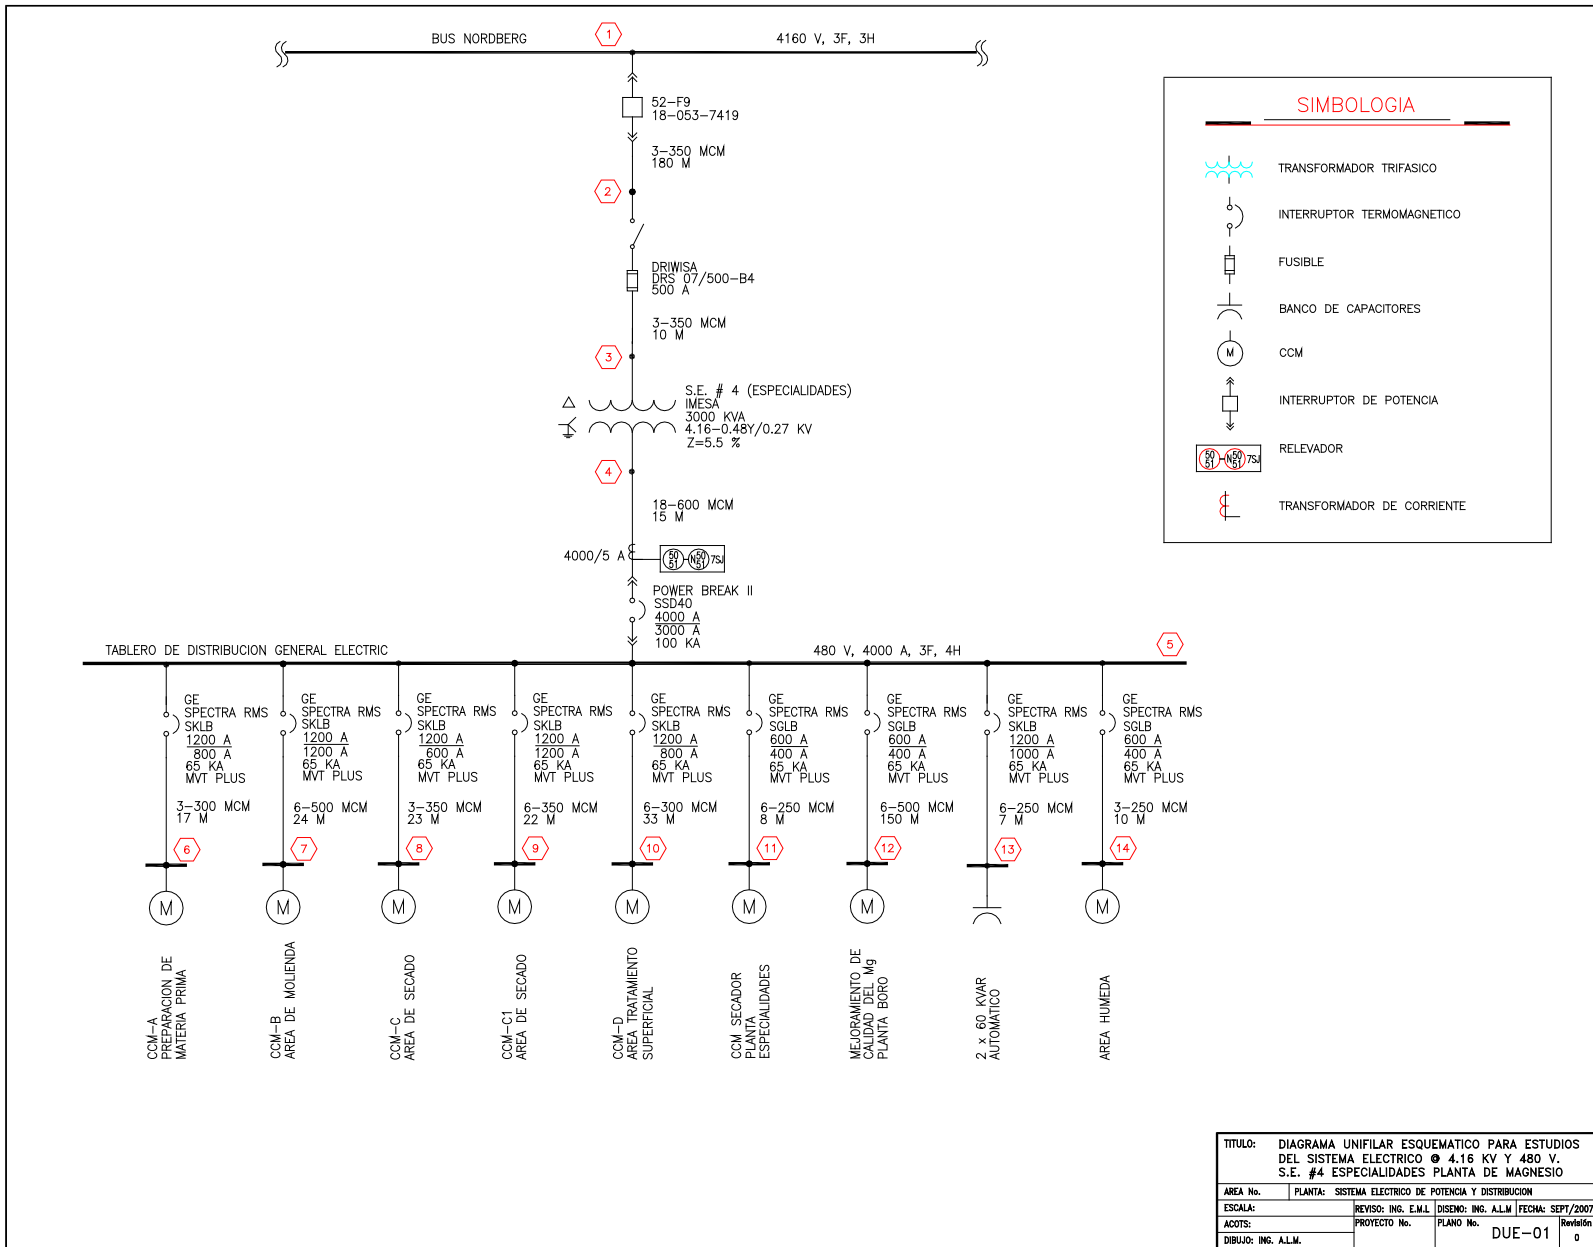 BUS NORDBERG
1
4160 V, 3F, 3H
52-F9
18-053-7419
3-350 MCM
180 M
2
DRIWISA
DRS 07/500-B4
500 A
3-350 MCM
10 M
3
S.E. # 4 (ESPECIALIDADES)
IMESA
3000 KVA
4.16-0.48Y/0.27 KV
Z=5.5 %
4
18-600 MCM
15 M
4000/5 A
50
51
N
50
51
7SJ
POWER BREAK II
SSD40
4000 A
3000 A
100 KA
TABLERO DE DISTRIBUCION GENERAL ELECTRIC
480 V, 4000 A, 3F, 4H
5
GE
SPECTRA RMS
SKLB
1200 A
800 A
65 KA
MVT PLUS
3-300 MCM
17 M
6
M
CCM-A
PREPARACION DE
MATERIA PRIMA
GE
SPECTRA RMS
SKLB
1200 A
1200 A
65 KA
MVT PLUS
6-500 MCM
24 M
7
M
CCM-B
AREA DE MOLIENDA
GE
SPECTRA RMS
SKLB
1200 A
600 A
65 KA
MVT PLUS
3-350 MCM
23 M
8
M
CCM-C
AREA DE SECADO
GE
SPECTRA RMS
SKLB
1200 A
1200 A
65 KA
MVT PLUS
6-350 MCM
22 M
9
M
CCM-C1
AREA DE SECADO
GE
SPECTRA RMS
SKLB
1200 A
800 A
65 KA
MVT PLUS
6-300 MCM
33 M
10
M
CCM-D
AREA TRATAMIENTO
SUPERFICIAL
GE
SPECTRA RMS
SGLB
600 A
400 A
65 KA
MVT PLUS
6-250 MCM
8 M
11
M
CCM SECADOR
PLANTA
ESPECIALIDADES
GE
SPECTRA RMS
SGLB
600 A
400 A
65 KA
MVT PLUS
6-500 MCM
150 M
12
M
MEJORAMIENTO DE
CALIDAD DEL Mg
PLANTA BORO
GE
SPECTRA RMS
SKLB
1200 A
1000 A
65 KA
MVT PLUS
6-250 MCM
7 M
13
2 x 60 KVAR
AUTOMATICO
GE
SPECTRA RMS
SGLB
600 A
400 A
65 KA
MVT PLUS
3-250 MCM
10 M
14
M
AREA HUMEDA
SIMBOLOGIA
TRANSFORMADOR TRIFASICO
INTERRUPTOR TERMOMAGNETICO
FUSIBLE
BANCO DE CAPACITORES
M
CCM
INTERRUPTOR DE POTENCIA
50
51
N
50
51
7SJ
RELEVADOR
TRANSFORMADOR DE CORRIENTE
TITULO: DIAGRAMA UNIFILAR ESQUEMATICO PARA ESTUDIOS
DEL SISTEMA ELECTRICO @ 4.16 KV Y 480 V.
S.E. #4 ESPECIALIDADES PLANTA DE MAGNESIO
AREA No. PLANTA: SISTEMA ELECTRICO DE POTENCIA Y DISTRIBUCION
ESCALA: REVISO: ING. E.M.L DISENO: ING. A.L.M FECHA: SEPT/2007
ACOTS: PROYECTO No. PLANO No. DUE-01 Revisión 0
DIBUJO: ING. A.L.M.